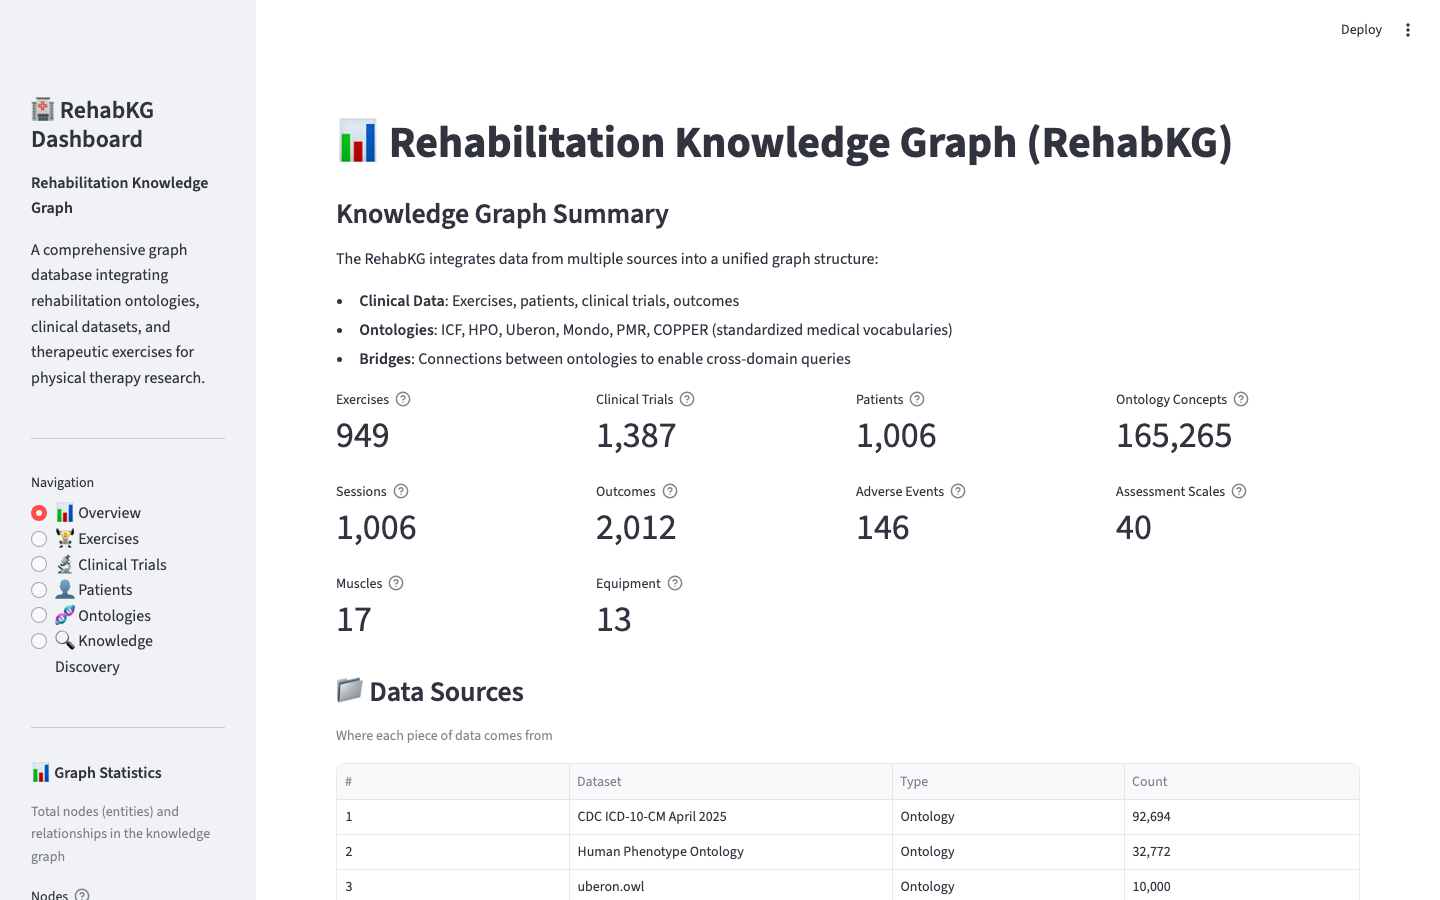 Deploy
RehabKG
Dashboard
Rehabilitation Knowledge
Graph
A comprehensive graph
database integrating
rehabilitation ontologies,
clinical datasets, and
therapeutic exercises for
physical therapy research.
Navigation
Overview
Exercises
Clinical Trials
Patients
Ontologies
Knowledge
Discovery
Graph Statistics
Total nodes (entities) and
relationships in the knowledge
graph
Nodes
Rehabilitation Knowledge Graph (RehabKG)
Knowledge Graph Summary
The RehabKG integrates data from multiple sources into a unified graph structure:
• Clinical Data: Exercises, patients, clinical trials, outcomes
• Ontologies: ICF, HPO, Uberon, Mondo, PMR, COPPER (standardized medical vocabularies)
• Bridges: Connections between ontologies to enable cross-domain queries
Exercises Clinical Trials Patients Ontology Concepts
949 1,387 1,006 165,265
Sessions Outcomes Adverse Events Assessment Scales
1,006 2,012 146 40
Muscles Equipment
17 13
Data Sources
Where each piece of data comes from
# Dataset Type Count
1 CDC ICD-10-CM April 2025 Ontology 92,694
2 Human Phenotype Ontology Ontology 32,772
3 uberon.owl Ontology 10,000